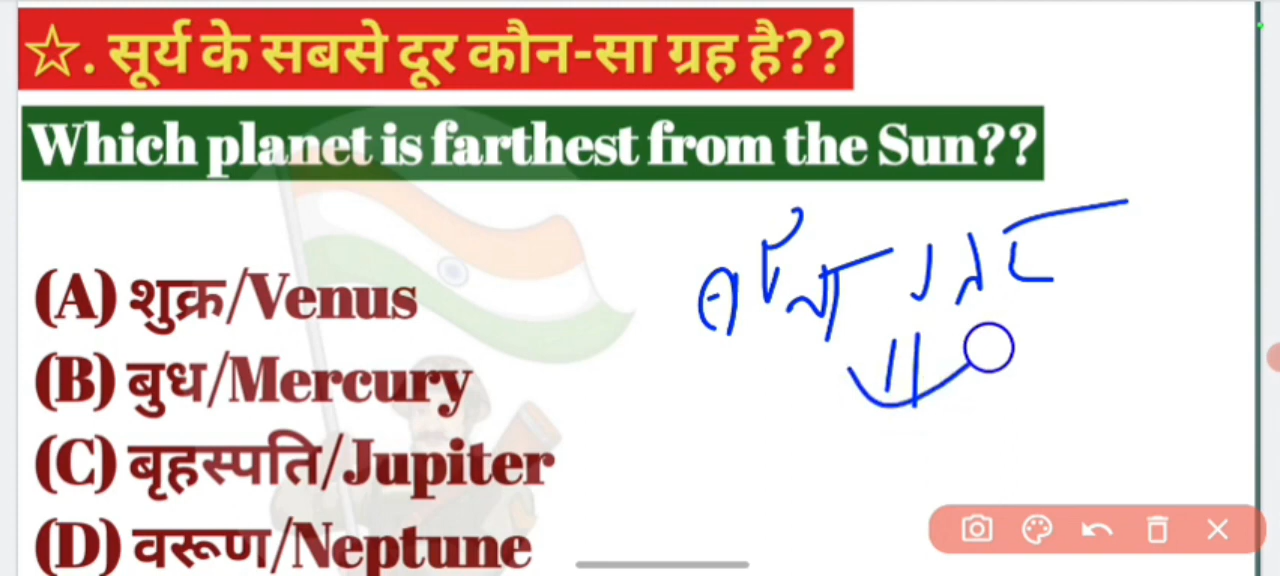 ☆. सूर्य के सबसे दूर कौन-सा ग्रह है??
Which planet is farthest from the Sun??
(A) शुक्र/Venus
(B) बुध/Mercury
(C) बृहस्पति/Jupiter
(D) वरूण/Neptune